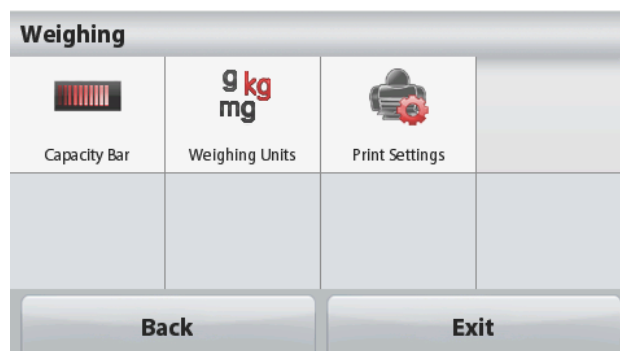 Weighing
g kg
mg
Capacity Bar
Weighing Units
Print Settings
Back
Exit